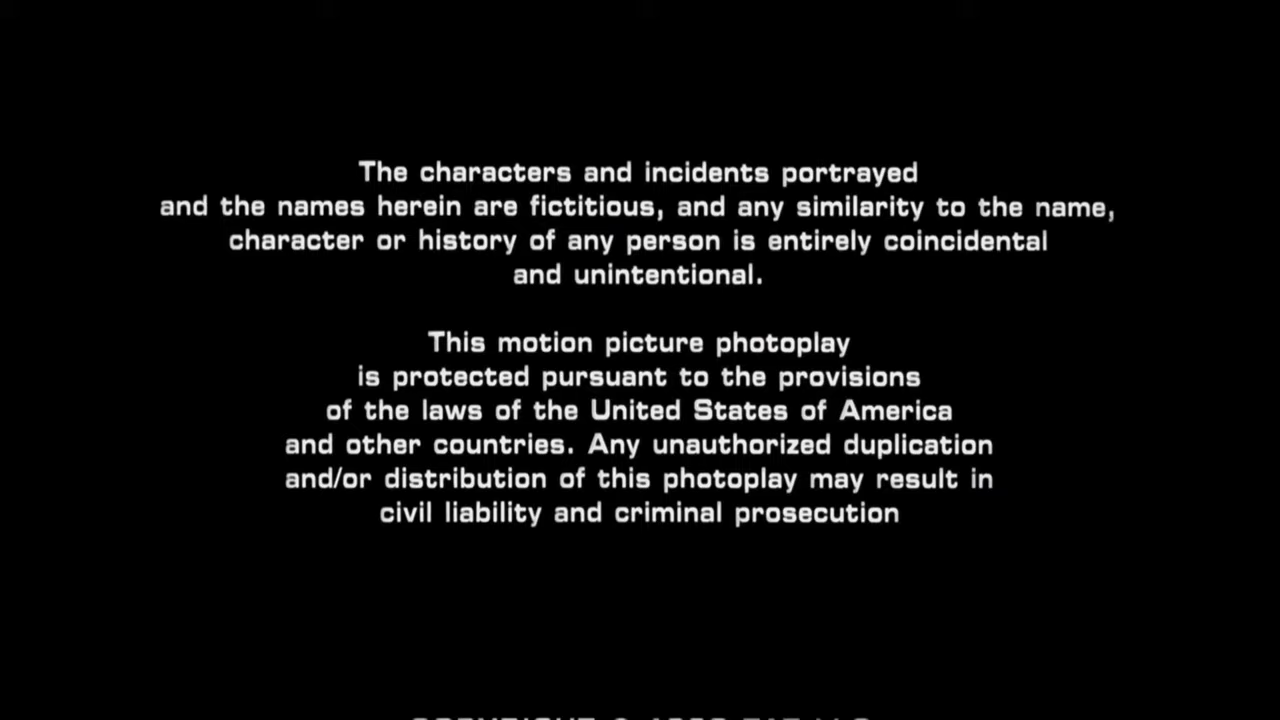 The characters and incidents portrayed
and the names herein are fictitious, and any similarity to the name,
character or history of any person is entirely coincidental
and unintentional.
This motion picture photoplay
is protected pursuant to the provisions
of the laws of the United States of America
and other countries. Any unauthorized duplication
and/or distribution of this photoplay may result in
civil liability and criminal prosecution